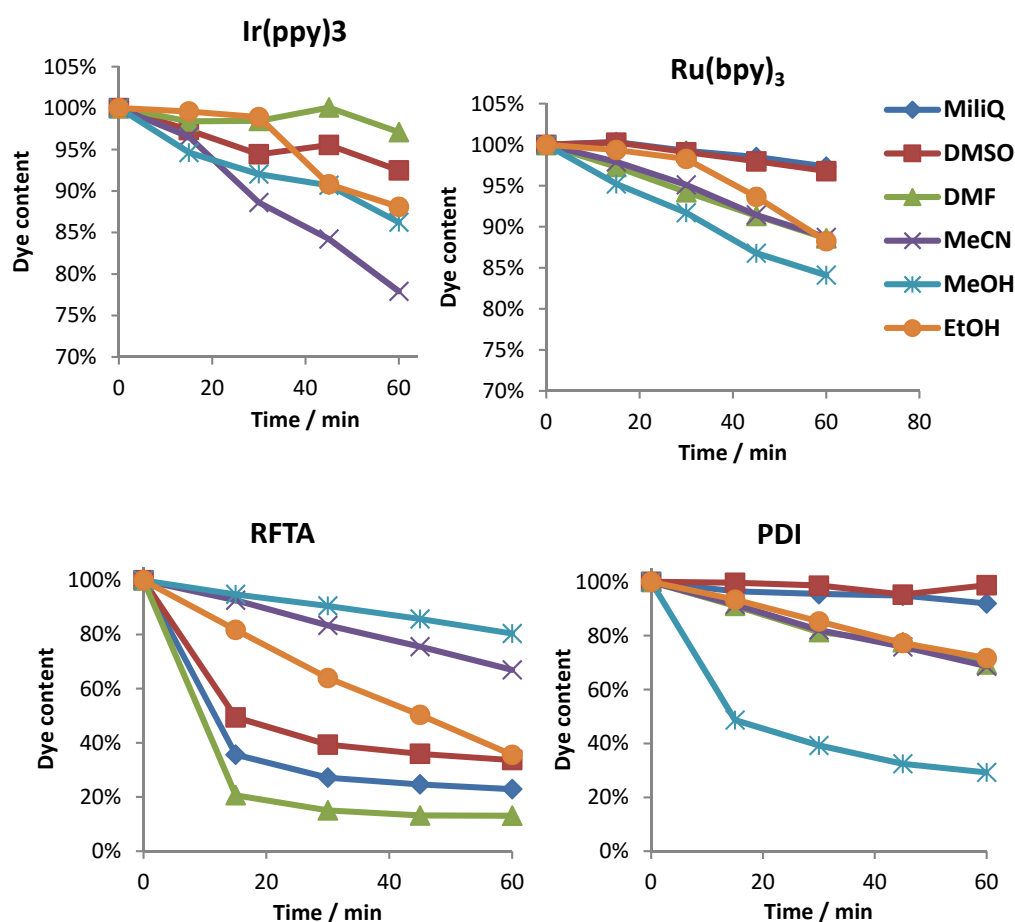 Ir(ppy)3
105%
100%
95%
90%
85%
80%
75%
70%
Dye content
0
20
40
60
Time / min
Ru(bpy)₃
105%
100%
95%
90%
85%
80%
75%
70%
Dye content
0
20
40
60
80
Time / min
MiliQ
DMSO
DMF
MeCN
MeOH
EtOH
RFTA
100%
80%
60%
40%
20%
0%
Dye content
0
20
40
60
Time / min
PDI
100%
80%
60%
40%
20%
0%
Dye content
0
20
40
60
Time / min